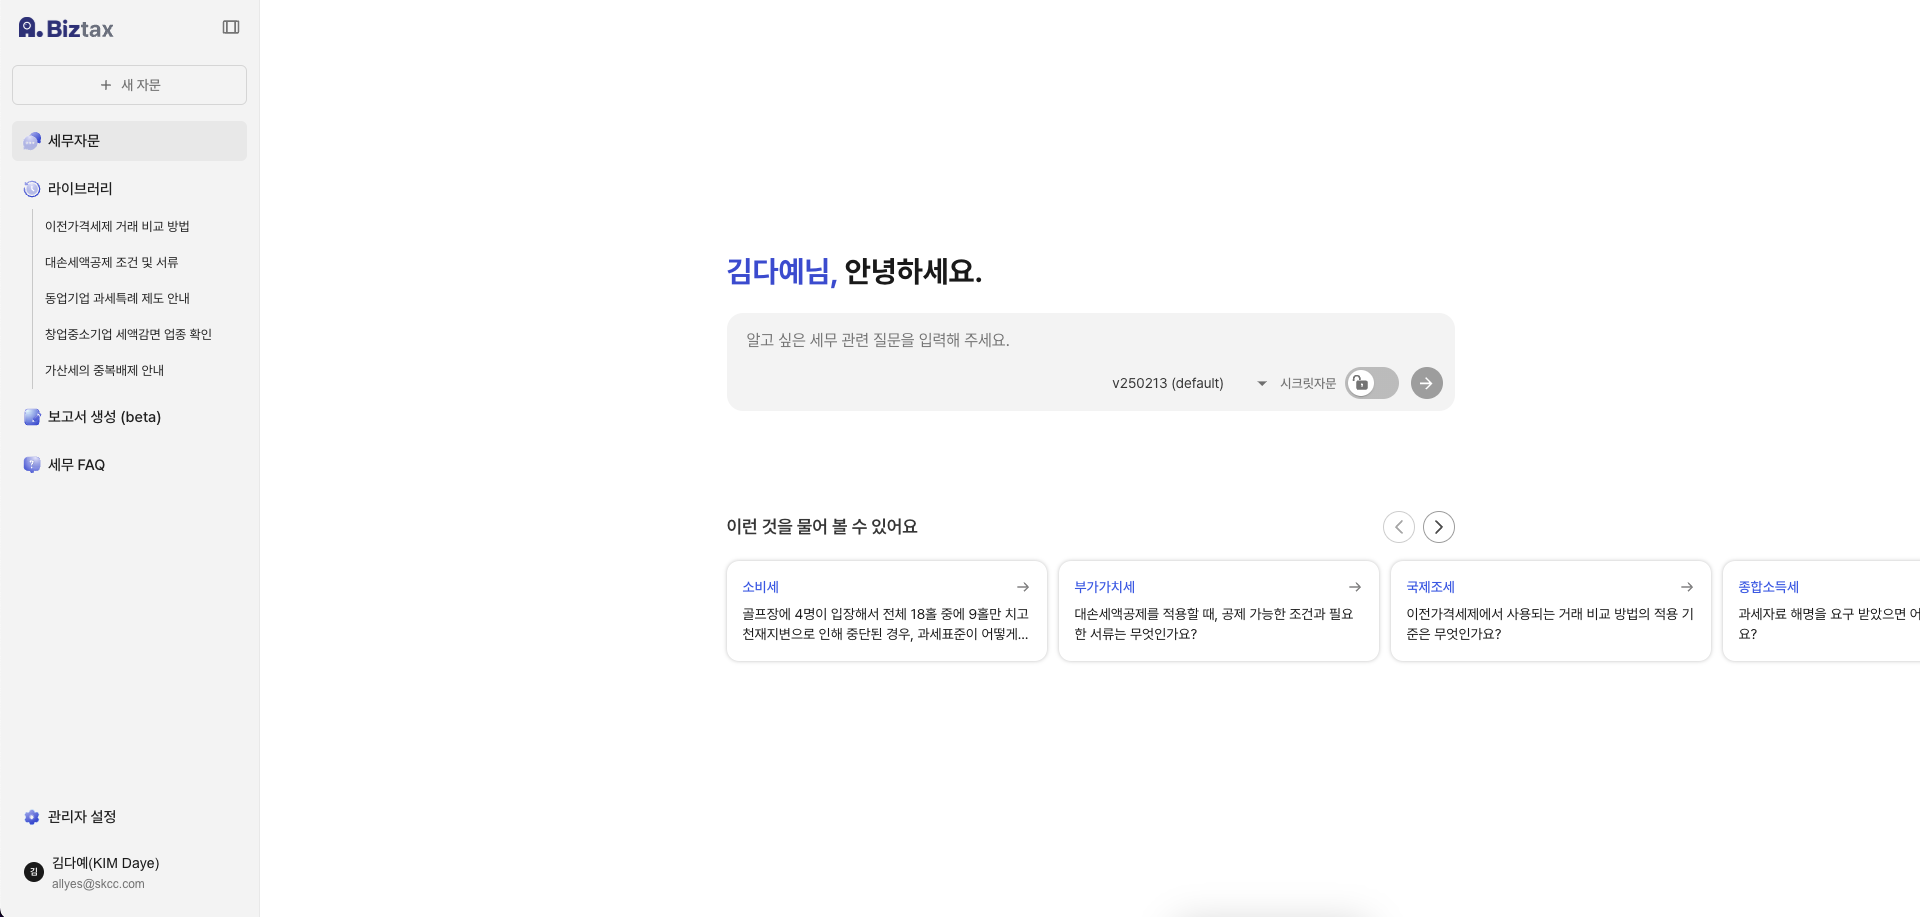 A. Biztax
+ 새 자문
세무자문
라이브러리
이전가격세제 거래 비교 방법
대손세액공제 조건 및 서류
동업기업 과세특례 제도 안내
창업중소기업 세액감면 업종 확인
가산세의 중복배제 안내
보고서 생성 (beta)
세무 FAQ
관리자 설정
김
김다예(KIM Daye)
allyes@skcc.com
김다예님, 안녕하세요.
알고 싶은 세무 관련 질문을 입력해 주세요.
v250213 (default)
시크릿자문
이런 것을 물어 볼 수 있어요
소비세
골프장에 4명이 입장해서 전체 18홀 중에 9홀만 치고
천재지변으로 인해 중단된 경우, 과세표준이 어떻게...
부가가치세
대손세액공제를 적용할 때, 공제 가능한 조건과 필요
한 서류는 무엇인가요?
국제조세
이전가격세제에서 사용되는 거래 비교 방법의 적용 기
준은 무엇인가요?
종합소득세
과세자료 해명을 요구 받았으면 어
요?